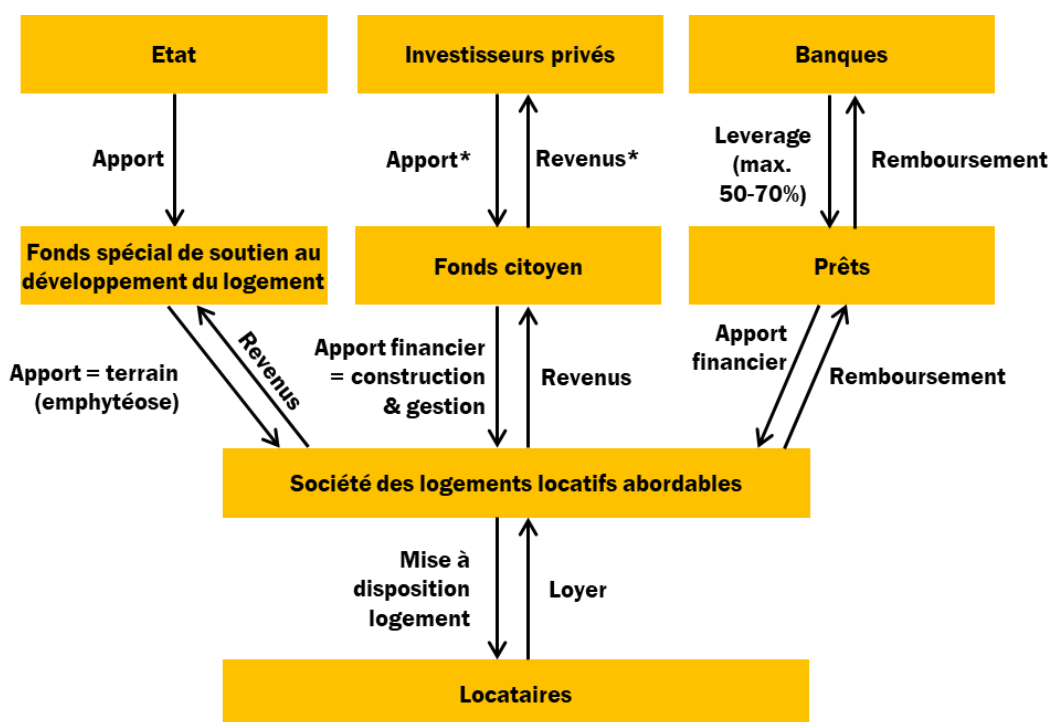 Etat
Investisseurs privés
Banques
Apport
Apport*
Revenus*
Leverage
(max.
50-70%)
Remboursement
Fonds spécial de soutien au
développement du logement
Fonds citoyen
Prêts
Apport = terrain
(emphytéose)
Revenus
Apport financier
= construction
& gestion
Revenus
Apport
financier
Remboursement
Société des logements locatifs abordables
Mise à
disposition
logement
Loyer
Locataires